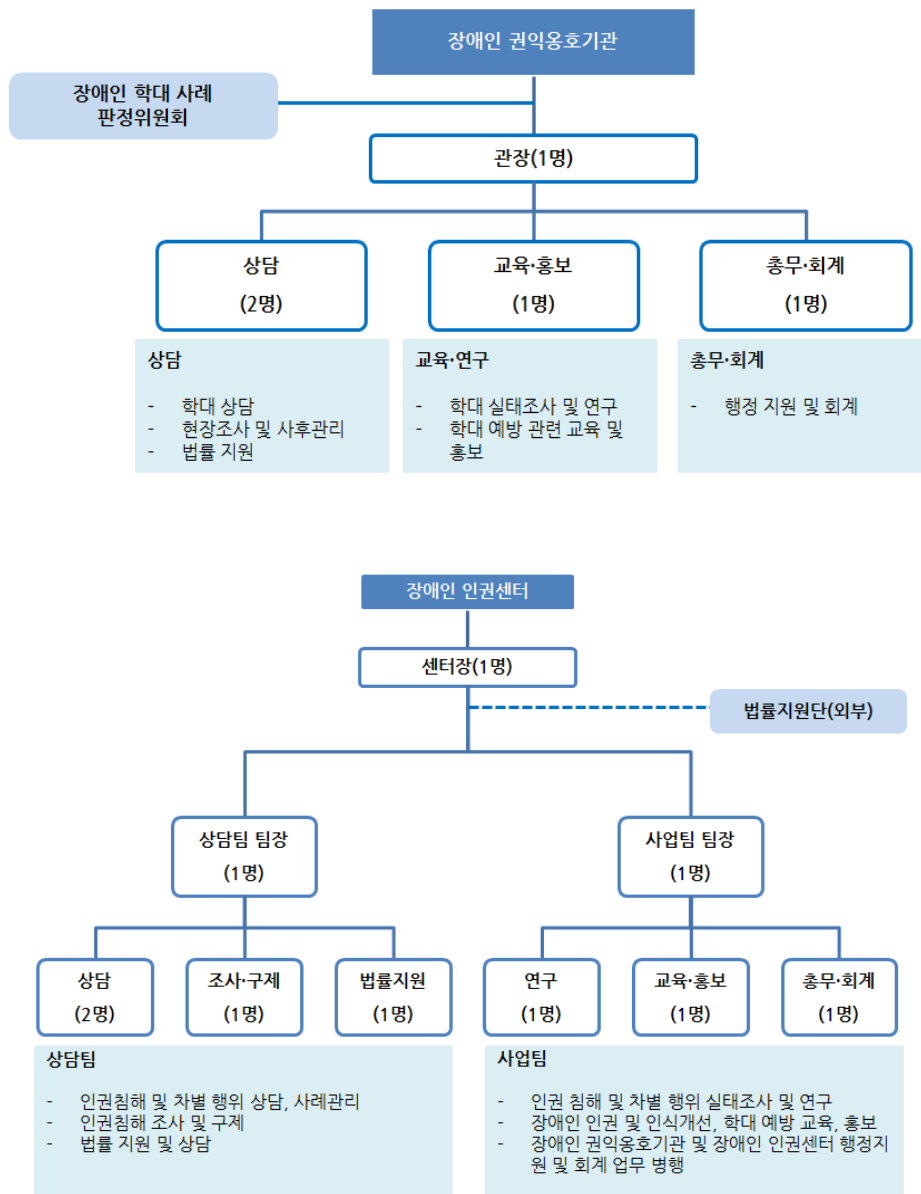 장애인 권익옹호기관
장애인 학대 사례
판정위원회
관장(1명)
상담
(2명)
교육·홍보
(1명)
총무·회계
(1명)
상담
- 학대 상담
- 현장조사 및 사후관리
- 법률 지원
교육·연구
- 학대 실태조사 및 연구
- 학대 예방 관련 교육 및
홍보
총무·회계
- 행정 지원 및 회계
장애인 인권센터
센터장(1명)
법률지원단(외부)
상담팀 팀장
(1명)
사업팀 팀장
(1명)
상담
(2명)
조사·구제
(1명)
법률지원
(1명)
연구
(1명)
교육·홍보
(1명)
총무·회계
(1명)
상담팀
- 인권침해 및 차별 행위 상담, 사례관리
- 인권침해 조사 및 구제
- 법률 지원 및 상담
사업팀
- 인권 침해 및 차별 행위 실태조사 및 연구
- 장애인 인권 및 인식개선, 학대 예방 교육, 홍보
- 장애인 권익옹호기관 및 장애인 인권센터 행정지
원 및 회계 업무 병행